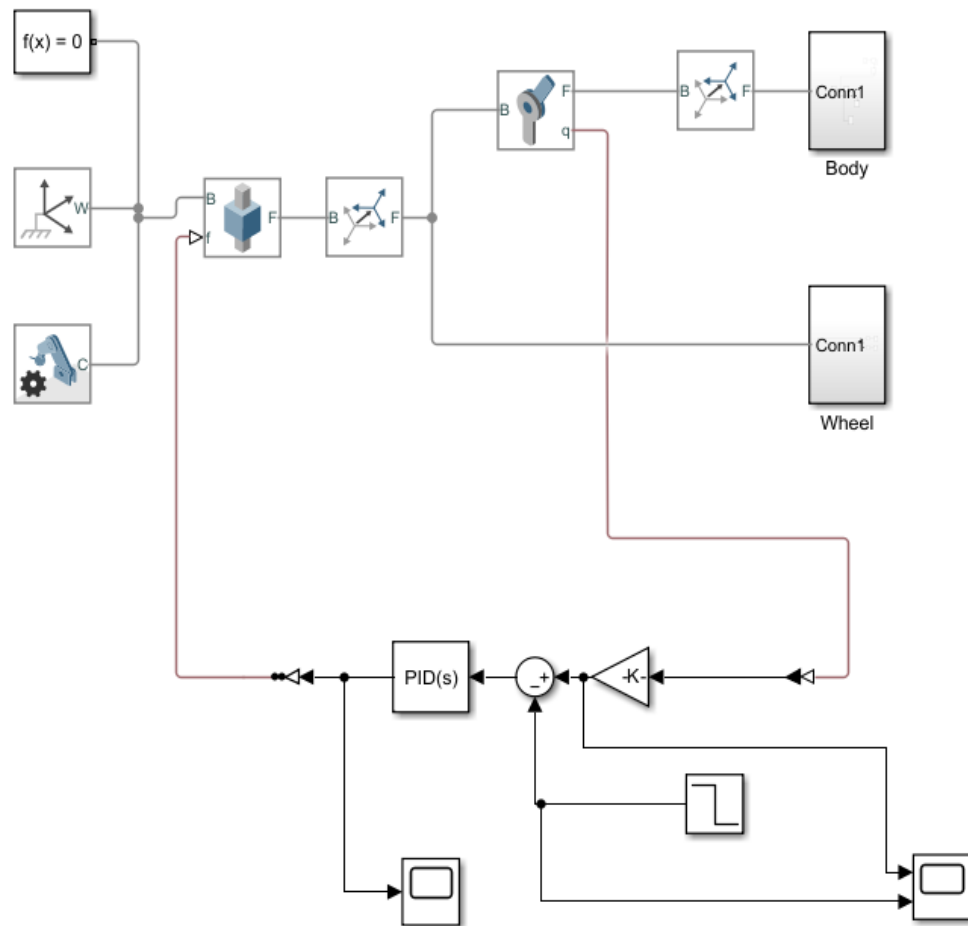 f(x) = 0
W
C
B
F
f
B
F
B
F
q
B
F
Conn1
Body
Conn1
Wheel
PID(s)
_
+
-K-